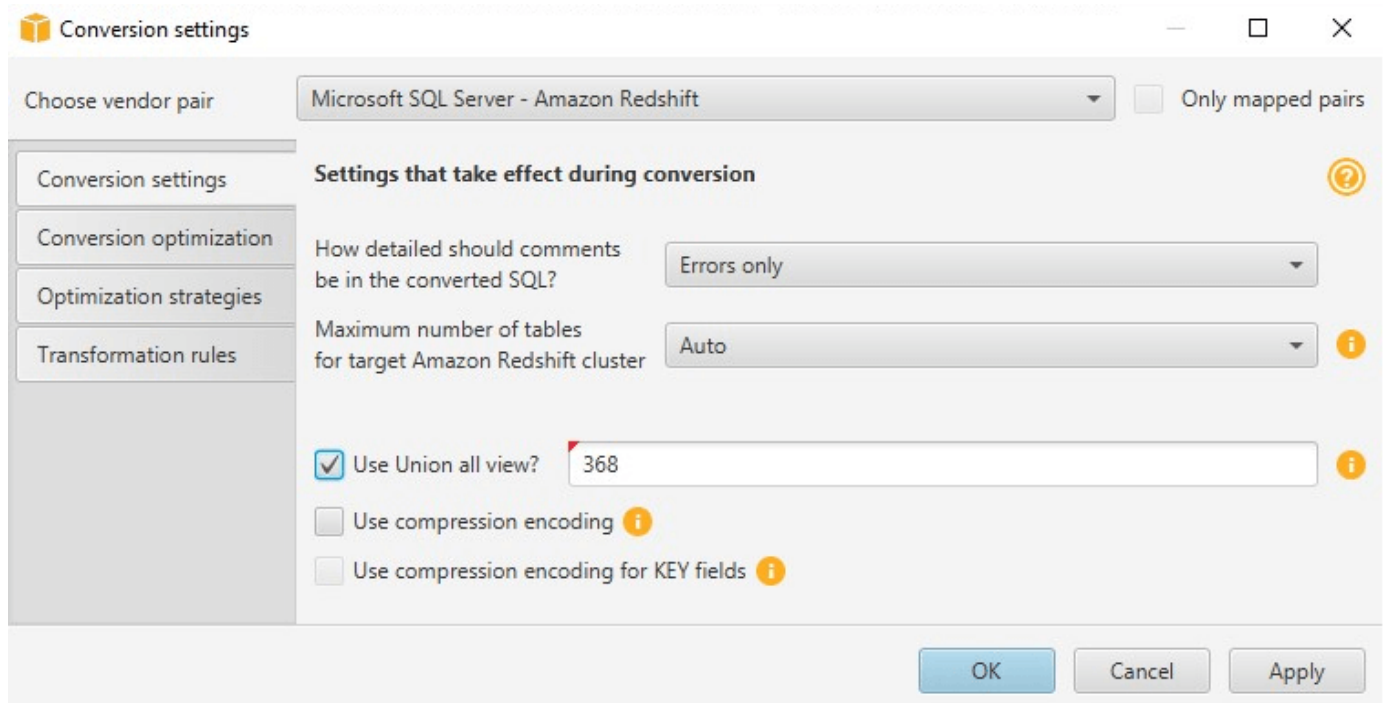 Conversion settings
Choose vendor pair
Microsoft SQL Server - Amazon Redshift
Only mapped pairs
Conversion settings
Conversion optimization
Optimization strategies
Transformation rules
Settings that take effect during conversion
How detailed should comments
be in the converted SQL?
Errors only
Maximum number of tables
for target Amazon Redshift cluster
Auto
Use Union all view?
368
Use compression encoding
Use compression encoding for KEY fields
OK
Cancel
Apply